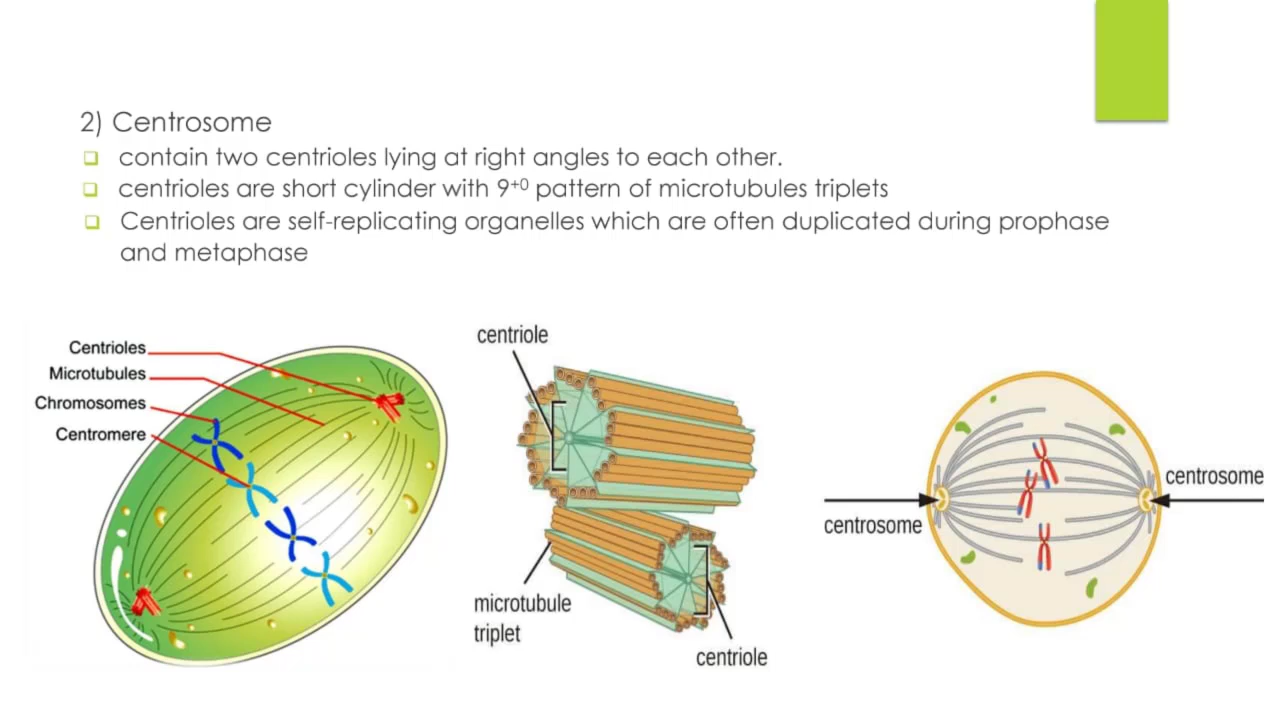 2) Centrosome
❑ contain two centrioles lying at right angles to each other.
❑ centrioles are short cylinder with 9⁺⁰ pattern of microtubules triplets
❑ Centrioles are self-replicating organelles which are often duplicated during prophase
and metaphase
Centrioles
Microtubules
Chromosomes
Centromere
centriole
microtubule
triplet
centriole
centrosome
centrosome